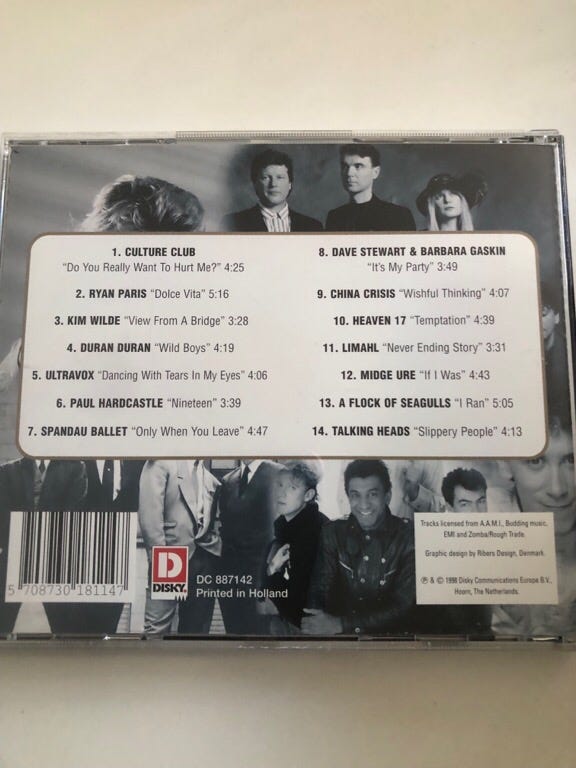 1. CULTURE CLUB
"Do You Really Want To Hurt Me?" 4:25
2. RYAN PARIS "Dolce Vita" 5:16
3. KIM WILDE "View From A Bridge" 3:28
4. DURAN DURAN "Wild Boys" 4:19
5. ULTRAVOX "Dancing With Tears In My Eyes" 4:06
6. PAUL HARDCASTLE "Nineteen" 3:39
7. SPANDAU BALLET "Only When You Leave" 4:47
8. DAVE STEWART & BARBARA GASKIN
"It's My Party" 3:49
9. CHINA CRISIS "Wishful Thinking" 4:07
10. HEAVEN 17 "Temptation" 4:39
11. LIMAHL "Never Ending Story" 3:31
12. MIDGE URE "If I Was" 4:43
13. A FLOCK OF SEAGULLS "I Ran" 5:05
14. TALKING HEADS "Slippery People" 4:13
5 708730 181147
D
DISKY
DC 887142
Printed in Holland
Tracks licensed from A.A.M.I., Budding music,
EMI and Zomba/Rough Trade.
Graphic design by Ribers Design, Denmark.
℗ & © 1998 Disky Communications Europe B.V.,
Hoorn, The Netherlands.